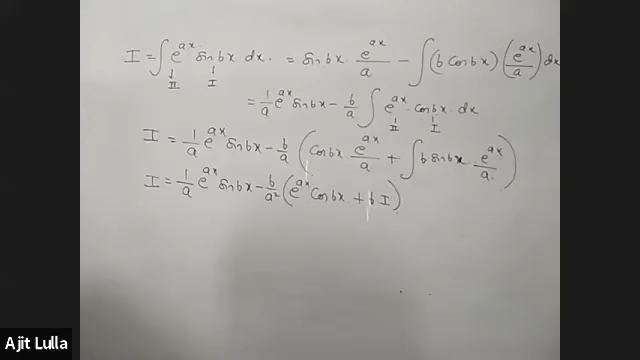 I = ∫ e^{ax} sin bx dx = sin bx · e^{ax}/a − ∫ (b cos bx) (e^{ax}/a) dx
II I
= 1/a e^{ax} sin bx − b/a ∫ e^{ax} cos bx dx
II I
I = 1/a e^{ax} sin bx − b/a ( cos bx · e^{ax}/a + ∫ b sin bx · e^{ax}/a )
I = 1/a e^{ax} sin bx − b/a² ( e^{ax} cos bx + b I )
Ajit Lulla